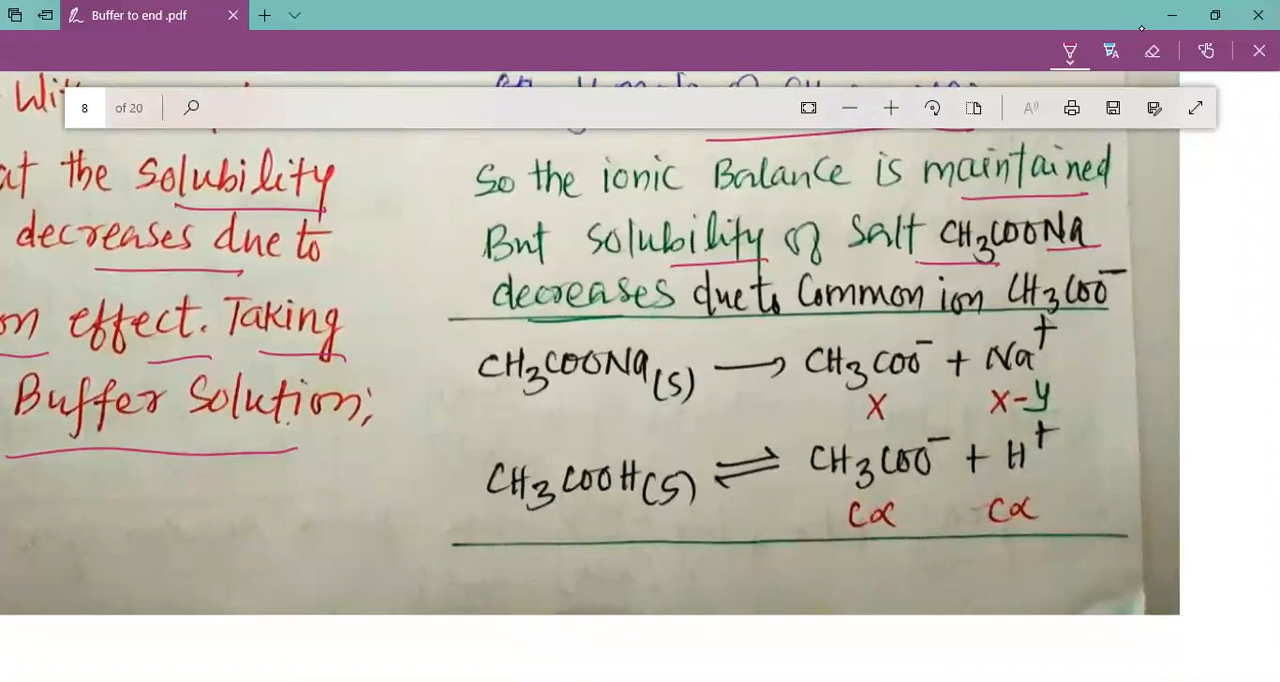 Buffer to end .pdf
8 of 20
at the Solubility
decreases due to
on effect. Taking
Buffer Solution;
So the ionic Balance is maintained
But solubility of Salt CH₃COONa
decreases due to Common ion CH₃COO⁻
CH₃COONa(s) ⟶ CH₃COO⁻ + Na⁺
x x-y
CH₃COOH(s) ⇌ CH₃COO⁻ + H⁺
Cα Cα